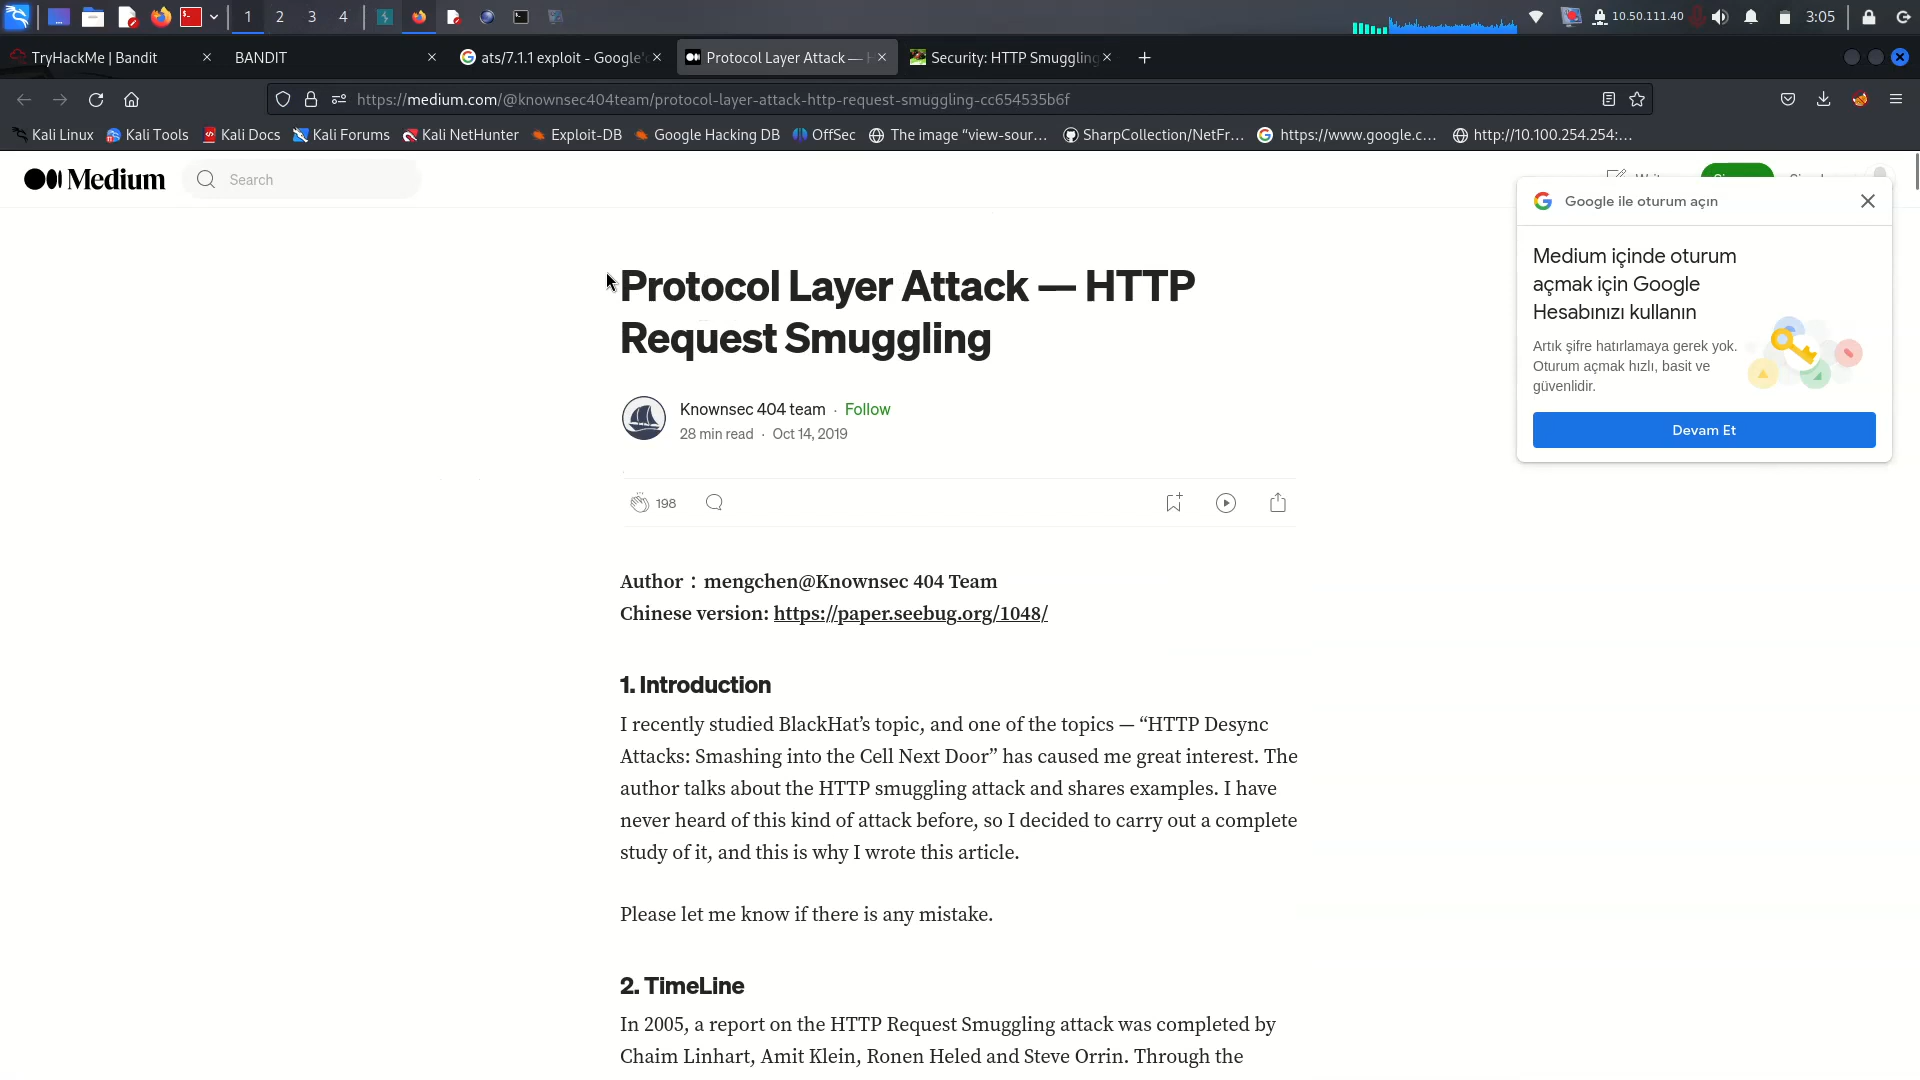 1 2 3 4 10.50.111.40 3:05
TryHackMe | Bandit BANDIT ats/7.1.1 exploit - Google Protocol Layer Attack — Security: HTTP Smuggling
https://medium.com/@knownsec404team/protocol-layer-attack-http-request-smuggling-cc654535b6f
Kali Linux Kali Tools Kali Docs Kali Forums Kali NetHunter Exploit-DB Google Hacking DB OffSec The image “view-sour... SharpCollection/NetFr... https://www.google.c... http://10.100.254.254:...
Medium Search
Google ile oturum açın
Medium içinde oturum
açmak için Google
Hesabınızı kullanın
Artık şifre hatırlamaya gerek yok.
Oturum açmak hızlı, basit ve
güvenlidir.
Devam Et
Protocol Layer Attack — HTTP
Request Smuggling
Knownsec 404 team · Follow
28 min read · Oct 14, 2019
198
Author：mengchen@Knownsec 404 Team
Chinese version: https://paper.seebug.org/1048/
1. Introduction
I recently studied BlackHat’s topic, and one of the topics — “HTTP Desync
Attacks: Smashing into the Cell Next Door” has caused me great interest. The
author talks about the HTTP smuggling attack and shares examples. I have
never heard of this kind of attack before, so I decided to carry out a complete
study of it, and this is why I wrote this article.
Please let me know if there is any mistake.
2. TimeLine
In 2005, a report on the HTTP Request Smuggling attack was completed by
Chaim Linhart, Amit Klein, Ronen Heled and Steve Orrin. Through the